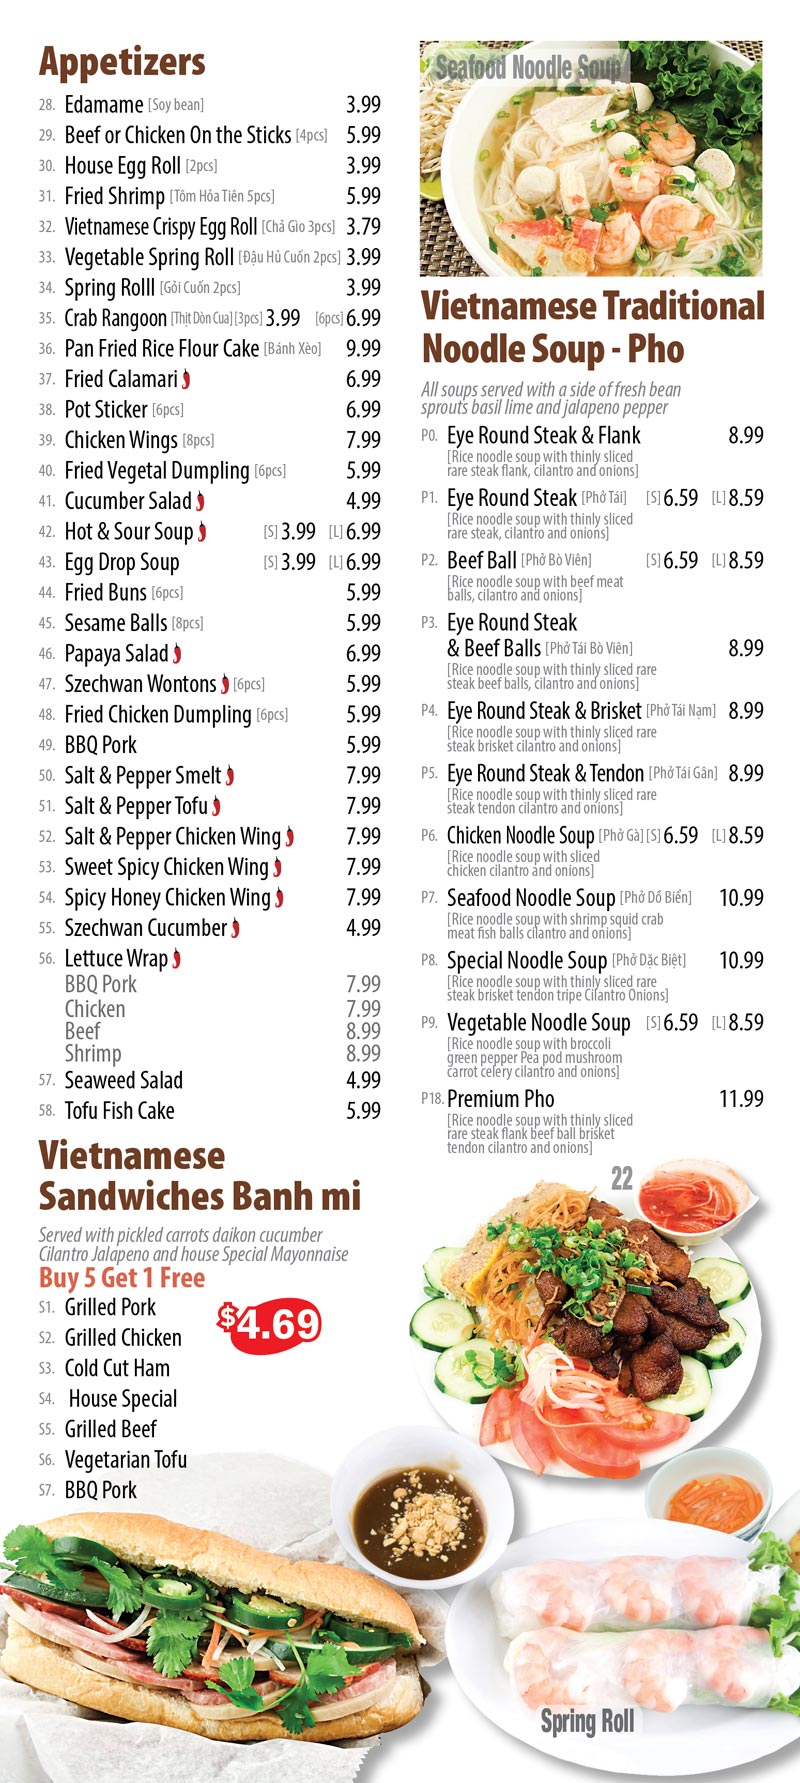 Appetizers
28. Edamame [Soy bean] 3.99
29. Beef or Chicken On the Sticks [4pcs] 5.99
30. House Egg Roll [2pcs] 3.99
31. Fried Shrimp [Tôm Hỏa Tiên 5pcs] 5.99
32. Vietnamese Crispy Egg Roll [Chả Gìo 3pcs] 3.79
33. Vegetable Spring Roll [Đậu Hủ Cuốn 2pcs] 3.99
34. Spring Rolll [Gỏi Cuốn 2pcs] 3.99
35. Crab Rangoon [Thịt Dòn Cua] [3pcs] 3.99 [6pcs] 6.99
36. Pan Fried Rice Flour Cake [Bánh Xèo] 9.99
37. Fried Calamari 6.99
38. Pot Sticker [6pcs] 6.99
39. Chicken Wings [8pcs] 7.99
40. Fried Vegetal Dumpling [6pcs] 5.99
41. Cucumber Salad 4.99
42. Hot & Sour Soup [S] 3.99 [L] 6.99
43. Egg Drop Soup [S] 3.99 [L] 6.99
44. Fried Buns [6pcs] 5.99
45. Sesame Balls [8pcs] 5.99
46. Papaya Salad 6.99
47. Szechwan Wontons [6pcs] 5.99
48. Fried Chicken Dumpling [6pcs] 5.99
49. BBQ Pork 5.99
50. Salt & Pepper Smelt 7.99
51. Salt & Pepper Tofu 7.99
52. Salt & Pepper Chicken Wing 7.99
53. Sweet Spicy Chicken Wing 7.99
54. Spicy Honey Chicken Wing 7.99
55. Szechwan Cucumber 4.99
56. Lettuce Wrap
BBQ Pork 7.99
Chicken 7.99
Beef 8.99
Shrimp 8.99
57. Seaweed Salad 4.99
58. Tofu Fish Cake 5.99
Vietnamese
Sandwiches Banh mi
Served with pickled carrots daikon cucumber
Cilantro Jalapeno and house Special Mayonnaise
Buy 5 Get 1 Free
$4.69
S1. Grilled Pork
S2. Grilled Chicken
S3. Cold Cut Ham
S4. House Special
S5. Grilled Beef
S6. Vegetarian Tofu
S7. BBQ Pork
Seafood Noodle Soup
Vietnamese Traditional
Noodle Soup - Pho
All soups served with a side of fresh bean
sprouts basil lime and jalapeno pepper
P0. Eye Round Steak & Flank 8.99
[Rice noodle soup with thinly sliced
rare steak flank, cilantro and onions]
P1. Eye Round Steak [Phở Tái] [S] 6.59 [L] 8.59
[Rice noodle soup with thinly sliced
rare steak, cilantro and onions]
P2. Beef Ball [Phở Bò Viên] [S] 6.59 [L] 8.59
[Rice noodle soup with beef meat
balls, cilantro and onions]
P3. Eye Round Steak
& Beef Balls [Phở Tái Bò Viên] 8.99
[Rice noodle soup with thinly sliced rare
steak beef balls, cilantro and onions]
P4. Eye Round Steak & Brisket [Phở Tái Nạm] 8.99
[Rice noodle soup with thinly sliced rare
steak brisket cilantro and onions]
P5. Eye Round Steak & Tendon [Phở Tái Gân] 8.99
[Rice noodle soup with thinly sliced rare
steak tendon cilantro and onions]
P6. Chicken Noodle Soup [Phở Gà] [S] 6.59 [L] 8.59
[Rice noodle soup with sliced
chicken cilantro and onions]
P7. Seafood Noodle Soup [Phở Dồ Biển] 10.99
[Rice noodle soup with shrimp squid crab
meat fish balls cilantro and onions]
P8. Special Noodle Soup [Phở Dặc Biệt] 10.99
[Rice noodle soup with thinly sliced rare
steak brisket tendon tripe Cilantro Onions]
P9. Vegetable Noodle Soup [S] 6.59 [L] 8.59
[Rice noodle soup with broccoli
green pepper Pea pod mushroom
carrot celery cilantro and onions]
P18. Premium Pho 11.99
[Rice noodle soup with thinly sliced
rare steak flank beef ball brisket
tendon cilantro and onions]
22
Spring Roll